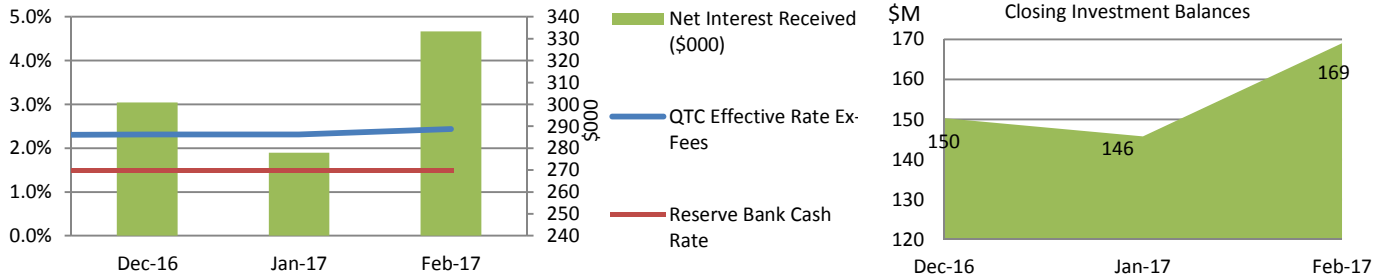 5.0%
4.0%
3.0%
2.0%
1.0%
0.0%
Dec-16
Jan-17
Feb-17
340
330
320
310
300
290
280
270
260
250
240
$000
Net Interest Received
($000)
QTC Effective Rate Ex-
Fees
Reserve Bank Cash
Rate
$M
Closing Investment Balances
170
160
150
140
130
120
150
146
169
Dec-16
Jan-17
Feb-17